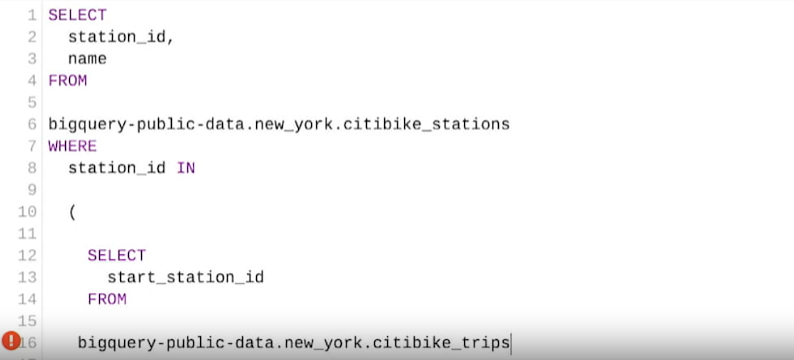 1 SELECT
2 station_id,
3 name
4 FROM
5
6 bigquery-public-data.new_york.citibike_stations
7 WHERE
8 station_id IN
9
10 (
11
12 SELECT
13 start_station_id
14 FROM
15
! 16 bigquery-public-data.new_york.citibike_trips